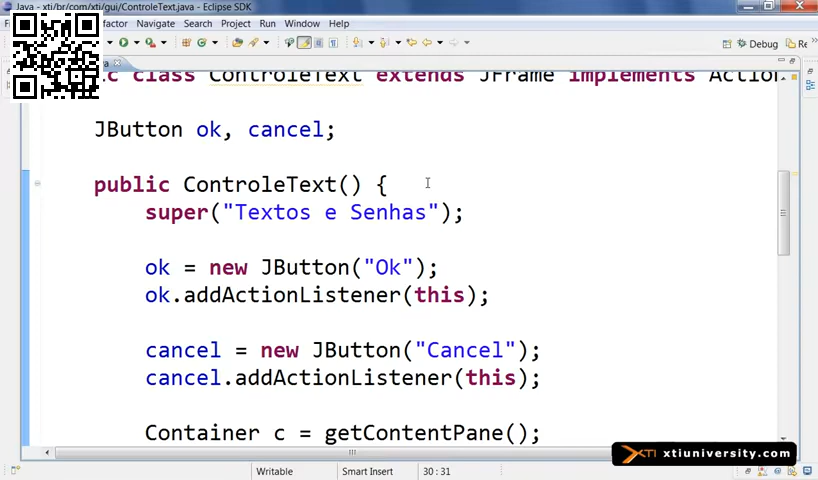 Java - xti/br/com/xti/gui/ControleText.java - Eclipse SDK
Navigate Search Project Run Window Help
Debug Re
class ControleText extends JFrame implements Action
JButton ok, cancel;
public ControleText() {
super("Textos e Senhas");
ok = new JButton("Ok");
ok.addActionListener(this);
cancel = new JButton("Cancel");
cancel.addActionListener(this);
Container c = getContentPane();
XTI xtiuniversity.com
Writable Smart Insert 30 : 31